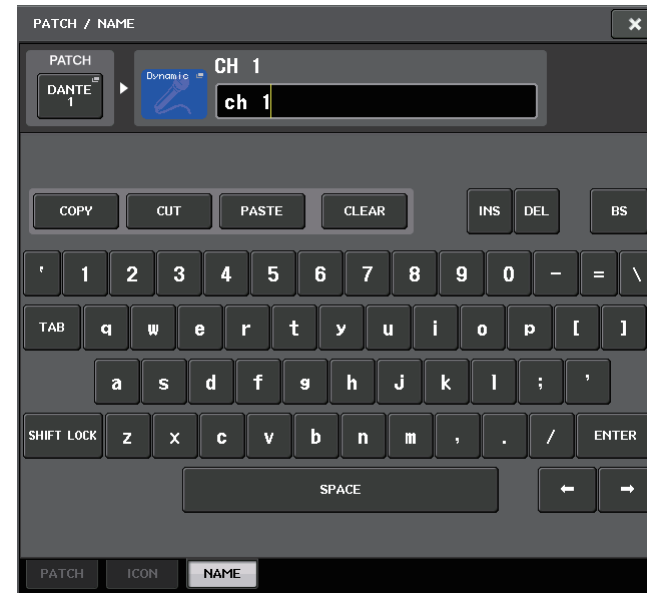 PATCH / NAME ×
PATCH
DANTE 1
Dynamic
CH 1
ch 1
COPY CUT PASTE CLEAR INS DEL BS
' 1 2 3 4 5 6 7 8 9 0 - = \
TAB q w e r t y u i o p [ ]
a s d f g h j k l ; '
SHIFT LOCK z x c v b n m , . / ENTER
SPACE ← →
PATCH ICON NAME